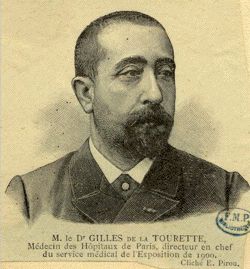 M. le Dʳ GILLES DE LA TOURETTE,
Médecin des Hôpitaux de Paris, directeur en chef
du service médical de l'Exposition de 1900.
Cliché E. Pirou.
F.M.P